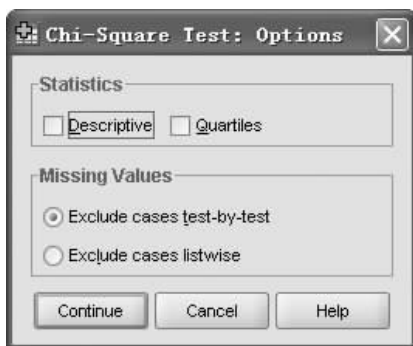 Chi-Square Test: Options
Statistics
Descriptive Quartiles
Missing Values
Exclude cases test-by-test
Exclude cases listwise
Continue Cancel Help